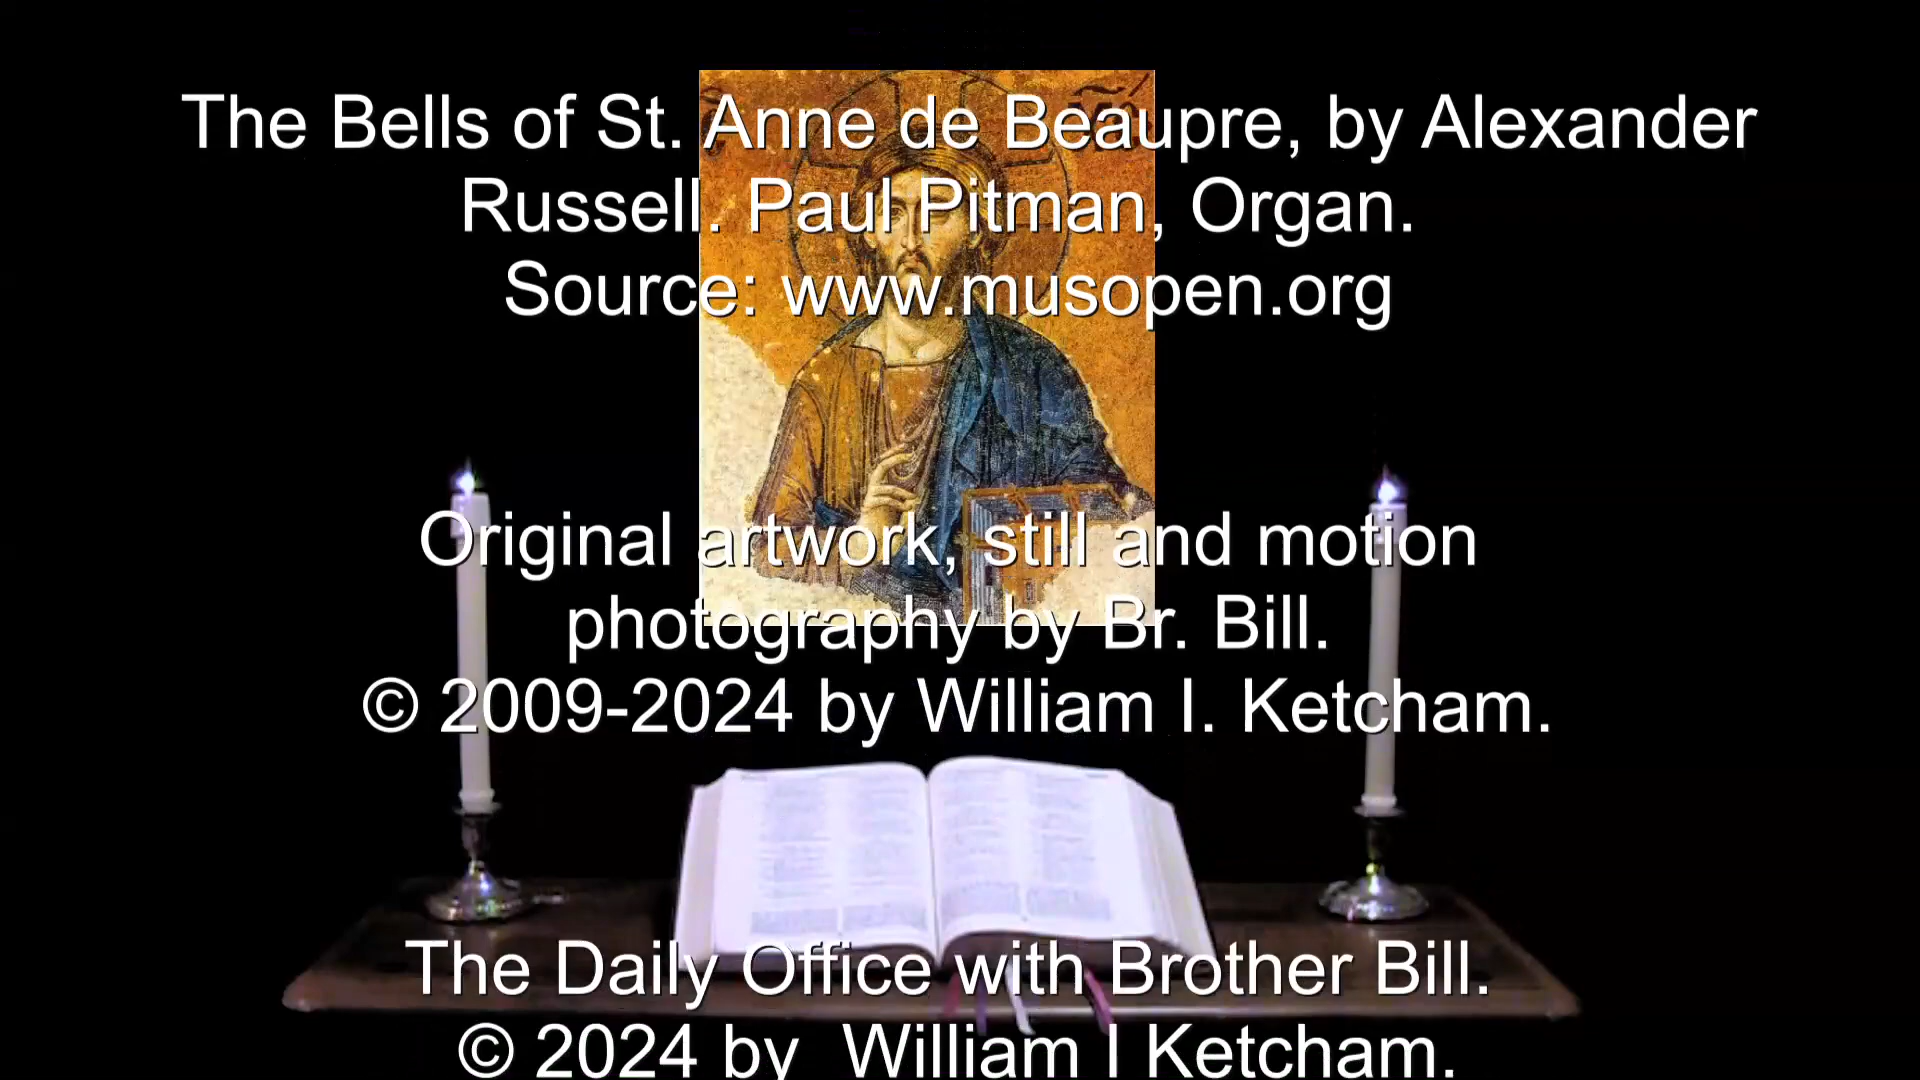 The Bells of St. Anne de Beaupre, by Alexander
Russell. Paul Pitman, Organ.
Source: www.musopen.org
Original artwork, still and motion
photography by Br. Bill.
© 2009-2024 by William I. Ketcham.
The Daily Office with Brother Bill.
© 2024 by  William I Ketcham.